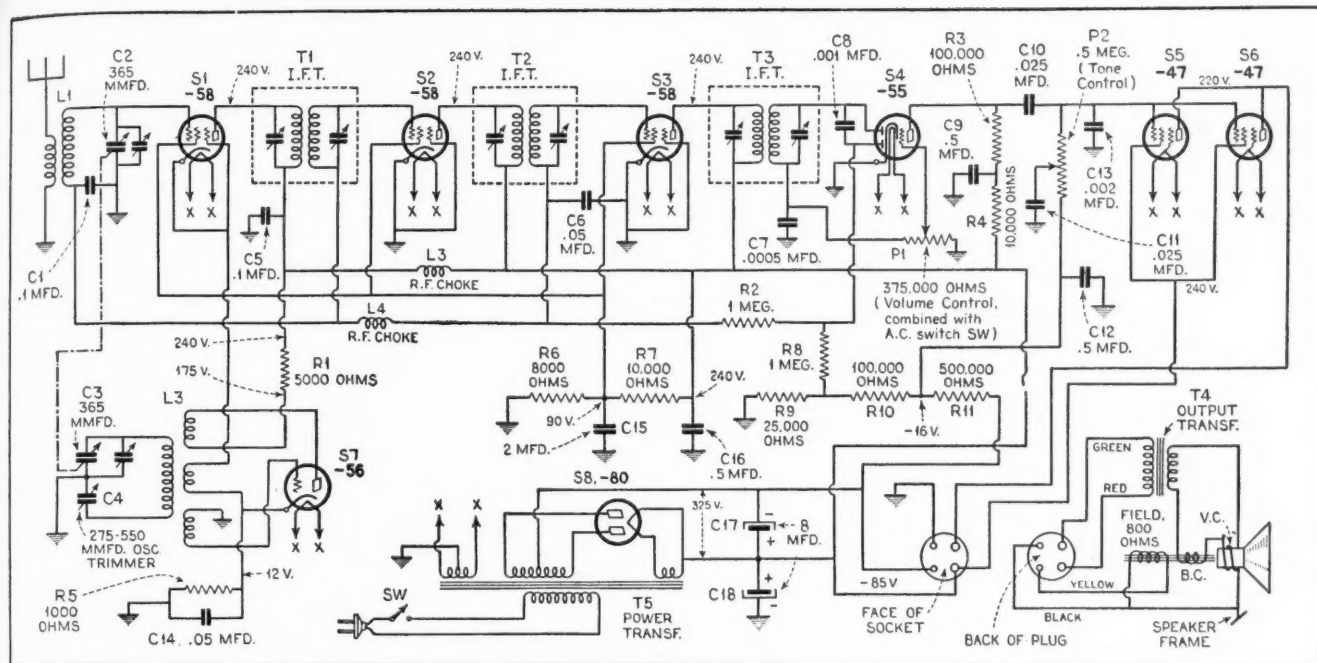 L1
C2
365
MMFD.
S1
-58
240 V.
T1
I.F.T.
S2
-58
240 V.
T2
I.F.T.
S3
-58
240 V.
T3
I.F.T.
C8
.001 MFD.
S4
-55
R3
100,000
OHMS
C10
.025
MFD.
P2
.5 MEG.
(Tone
Control)
S5
-47
220 V.
S6
-47
C9
.5
MFD.
C13
.002
MFD.
10,000 OHMS
R4
X X
X X
X X
X X
X X
C1
.1 MFD.
C5
.1 MFD.
C6
.05
MFD.
C7
.0005 MFD.
P1
375,000 OHMS
(Volume Control,
combined with
A.C. switch SW)
C11
.025
MFD.
240 V.
C12
.5 MFD.
L3
R.F. CHOKE
L4
R.F. CHOKE
R2
1 MEG.
240 V.
R1
5000 OHMS
175 V.
R6
8000
OHMS
R7
10,000
OHMS
240 V.
90 V.
C15
2 MFD.
C16
.5 MFD.
R8
1 MEG.
R9
25,000
OHMS
100,000
OHMS
R10
500,000
OHMS
R11
-16 V.
C3
365
MMFD.
L3
S7
-56
X X
C4
275-550
MMFD. OSC.
TRIMMER
12 V.
R5
1000
OHMS
C14, .05 MFD.
X X
SW
S8, -80
T5
POWER
TRANSF.
325 V.
C17
8
MFD.
C18
- + + -
-85 V.
FACE OF
SOCKET
T4
OUTPUT
TRANSF.
GREEN
RED
FIELD,
800
OHMS
V.C.
B.C.
YELLOW
BLACK
BACK OF PLUG
SPEAKER
FRAME